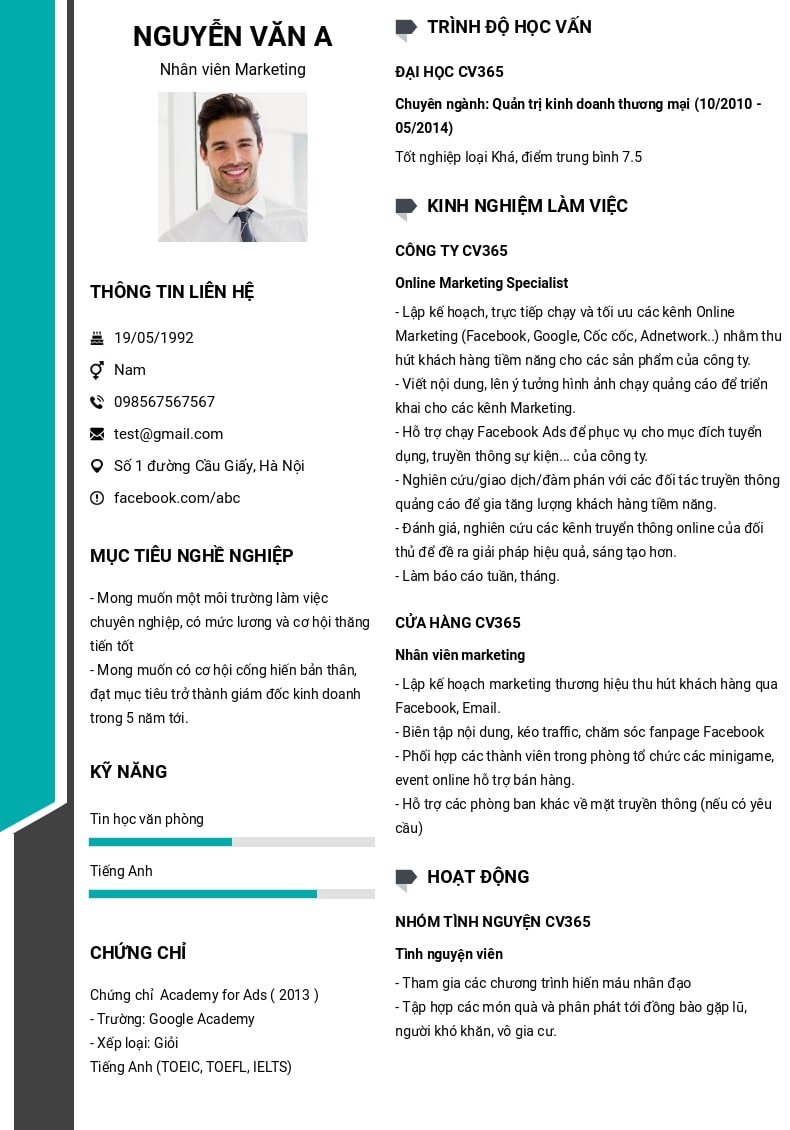 NGUYỄN VĂN A
Nhân viên Marketing
THÔNG TIN LIÊN HỆ
19/05/1992
Nam
098567567567
test@gmail.com
Số 1 đường Cầu Giấy, Hà Nội
facebook.com/abc
MỤC TIÊU NGHỀ NGHIỆP
- Mong muốn một môi trường làm việc
chuyên nghiệp, có mức lương và cơ hội thăng
tiến tốt
- Mong muốn có cơ hội cống hiến bản thân,
đạt mục tiêu trở thành giám đốc kinh doanh
trong 5 năm tới.
KỸ NĂNG
Tin học văn phòng
Tiếng Anh
CHỨNG CHỈ
Chứng chỉ  Academy for Ads ( 2013 )
- Trường: Google Academy
- Xếp loại: Giỏi
Tiếng Anh (TOEIC, TOEFL, IELTS)
TRÌNH ĐỘ HỌC VẤN
ĐẠI HỌC CV365
Chuyên ngành: Quản trị kinh doanh thương mại (10/2010 -
05/2014)
Tốt nghiệp loại Khá, điểm trung bình 7.5
KINH NGHIỆM LÀM VIỆC
CÔNG TY CV365
Online Marketing Specialist
- Lập kế hoạch, trực tiếp chạy và tối ưu các kênh Online
Marketing (Facebook, Google, Cốc cốc, Adnetwork..) nhằm thu
hút khách hàng tiềm năng cho các sản phẩm của công ty.
- Viết nội dung, lên ý tưởng hình ảnh chạy quảng cáo để triển
khai cho các kênh Marketing.
- Hỗ trợ chạy Facebook Ads để phục vụ cho mục đích tuyển
dụng, truyền thông sự kiện... của công ty.
- Nghiên cứu/giao dịch/đàm phán với các đối tác truyền thông
quảng cáo để gia tăng lượng khách hàng tiềm năng.
- Đánh giá, nghiên cứu các kênh truyển thông online của đối
thủ để đề ra giải pháp hiệu quả, sáng tạo hơn.
- Làm báo cáo tuần, tháng.
CỬA HÀNG CV365
Nhân viên marketing
- Lập kế hoạch marketing thương hiệu thu hút khách hàng qua
Facebook, Email.
- Biên tập nội dung, kéo traffic, chăm sóc fanpage Facebook
- Phối hợp các thành viên trong phòng tổ chức các minigame,
event online hỗ trợ bán hàng.
- Hỗ trợ các phòng ban khác về mặt truyền thông (nếu có yêu
cầu)
HOẠT ĐỘNG
NHÓM TÌNH NGUYỆN CV365
Tình nguyện viên
- Tham gia các chương trình hiến máu nhân đạo
- Tập hợp các món quà và phân phát tới đồng bào gặp lũ,
người khó khăn, vô gia cư.